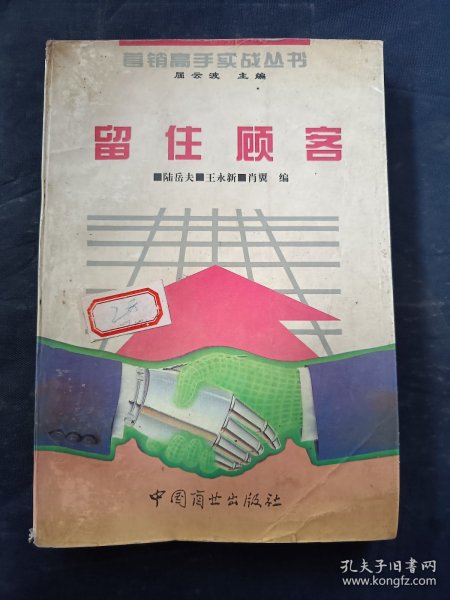 营销高手实战丛书
屈云波 主编
留住顾客
■陆岳夫■王永新■肖翼 编
中国商业出版社
孔夫子旧书网
www.kongfz.com